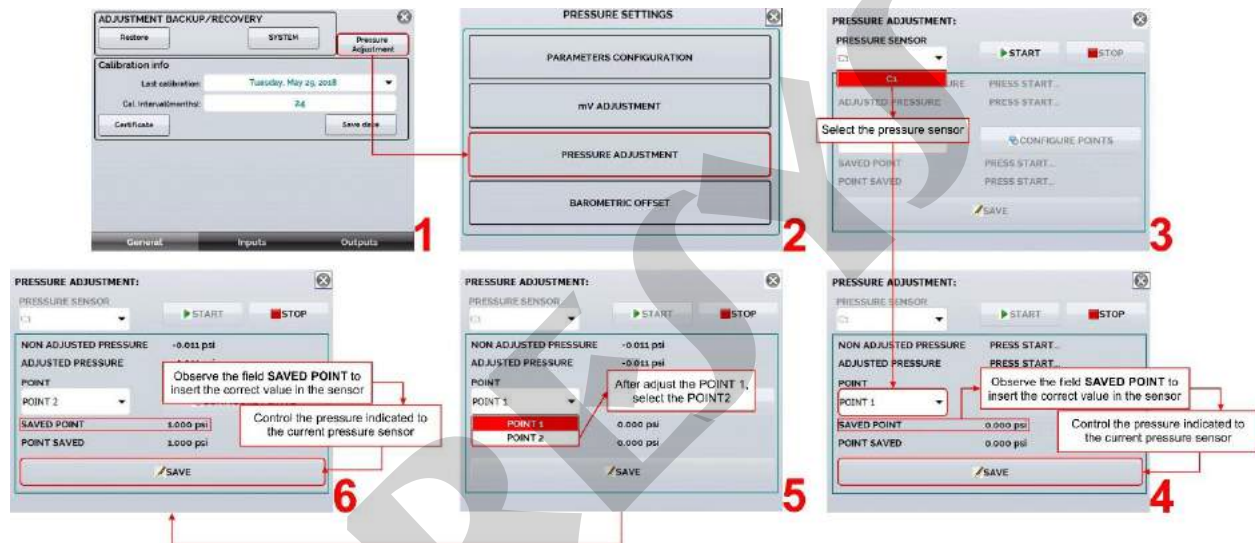 ADJUSTMENT BACKUP/RECOVERY
Restore
SYSTEM
Pressure
Adjustment
Calibration info
Last calibration:
Tuesday, May 29, 2018
Cal. Interval(months):
24
Certificate
Save date
General
Inputs
Outputs
1
PRESSURE SETTINGS
PARAMETERS CONFIGURATION
mV ADJUSTMENT
PRESSURE ADJUSTMENT
BAROMETRIC OFFSET
2
PRESSURE ADJUSTMENT:
PRESSURE SENSOR
C1
START
STOP
C1
URE
PRESS START...
ADJUSTED PRESSURE
PRESS START...
Select the pressure sensor
CONFIGURE POINTS
SAVED POINT
PRESS START...
POINT SAVED
PRESS START...
SAVE
3
PRESSURE ADJUSTMENT:
PRESSURE SENSOR
C1
START
STOP
NON ADJUSTED PRESSURE
-0.011 psi
ADJUSTED PRESSURE
POINT
POINT 2
Observe the field SAVED POINT to
insert the correct value in the sensor
Control the pressure indicated to
the current pressure sensor
SAVED POINT
1.000 psi
POINT SAVED
1.000 psi
SAVE
6
PRESSURE ADJUSTMENT:
PRESSURE SENSOR
C1
START
STOP
NON ADJUSTED PRESSURE
-0.011 psi
ADJUSTED PRESSURE
-0.011 psi
POINT
POINT 1
After adjust the POINT 1,
select the POINT2
POINT 1
0.000 psi
POINT 2
0.000 psi
SAVE
5
PRESSURE ADJUSTMENT:
PRESSURE SENSOR
C1
START
STOP
NON ADJUSTED PRESSURE
PRESS START...
ADJUSTED PRESSURE
PRESS START...
POINT
POINT 1
Observe the field SAVED POINT to
insert the correct value in the sensor
Control the pressure indicated to
the current pressure sensor
SAVED POINT
0.000 psi
POINT SAVED
0.000 psi
SAVE
4